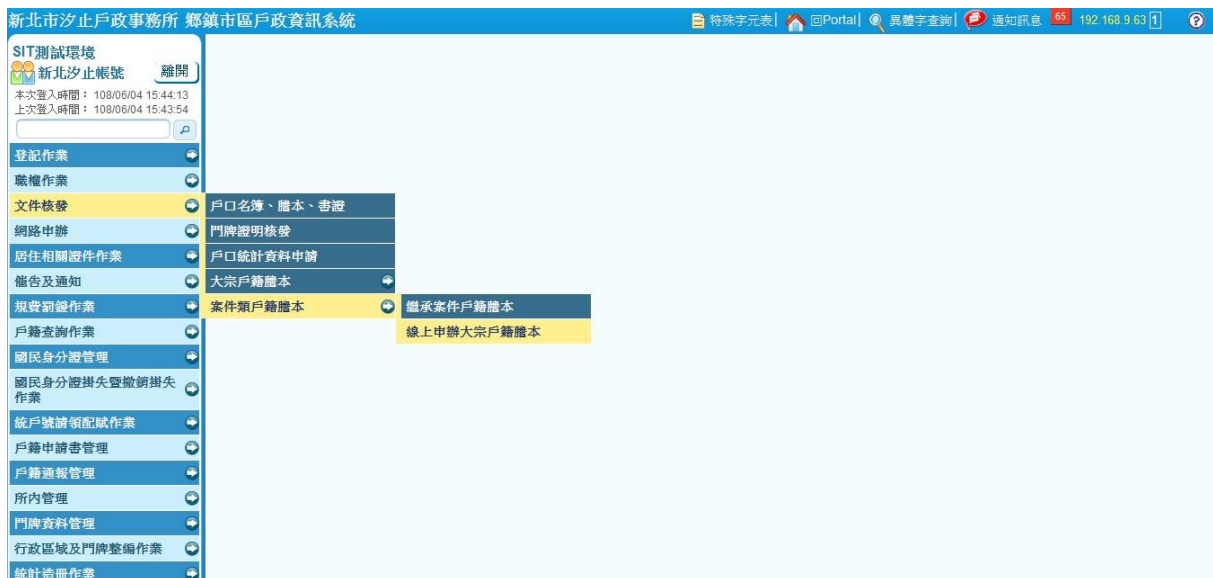 新北市汐止戶政事務所 鄉鎮市區戶政資訊系統
特殊字元表| 回Portal| 異體字查詢| 通知訊息 65 192.168.9.63 1
SIT測試環境
新北汐止帳號 離開
本次登入時間： 108/06/04 15:44:13
上次登入時間： 108/06/04 15:43:54
登記作業
職權作業
文件核發
網路申辦
居住相關證件作業
催告及通知
規費罰鍰作業
戶籍查詢作業
國民身分證管理
國民身分證掛失暨撤銷掛失
作業
統戶號請領配賦作業
戶籍申請書管理
戶籍通報管理
所內管理
門牌資料管理
行政區域及門牌整編作業
統計造冊作業
戶口名簿、謄本、書證
門牌證明核發
戶口統計資料申請
大宗戶籍謄本
案件類戶籍謄本
繼承案件戶籍謄本
線上申辦大宗戶籍謄本